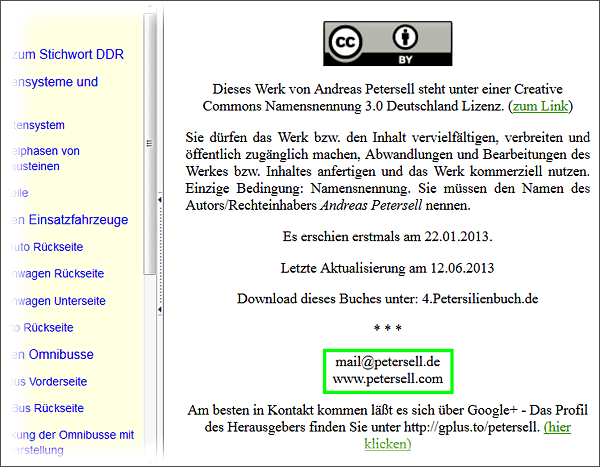 zum Stichwort DDR
ensysteme und
tensystem
elphasen von
austeinen
eile
en Einsatzfahrzeuge
uto Rückseite
nwagen Rückseite
nwagen Unterseite
to Rückseite
en Omnibusse
us Vorderseite
Bus Rückseite
kung der Omnibusse mit
erstellung
cc
BY
Dieses Werk von Andreas Petersell steht unter einer Creative
Commons Namensnennung 3.0 Deutschland Lizenz. (zum Link)
Sie dürfen das Werk bzw. den Inhalt vervielfältigen, verbreiten und
öffentlich zugänglich machen, Abwandlungen und Bearbeitungen des
Werkes bzw. Inhaltes anfertigen und das Werk kommerziell nutzen.
Einzige Bedingung: Namensnennung. Sie müssen den Namen des
Autors/Rechteinhabers Andreas Petersell nennen.
Es erschien erstmals am 22.01.2013.
Letzte Aktualisierung am 12.06.2013
Download dieses Buches unter: 4.Petersilienbuch.de
* * *
mail@petersell.de
www.petersell.com
Am besten in Kontakt kommen läßt es sich über Google+ - Das Profil
des Herausgebers finden Sie unter http://gplus.to/petersell. (hier
klicken)